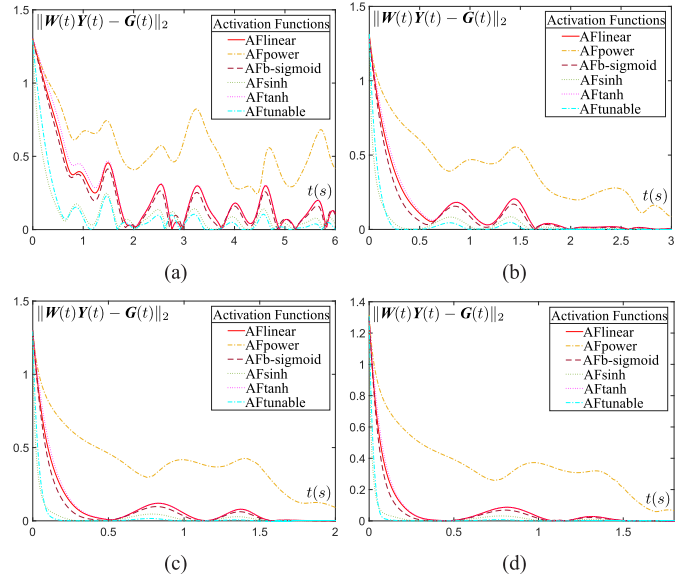 ‖W(t)Y(t) − G(t)‖₂
Activation Functions
AFlinear
AFpower
AFb-sigmoid
AFsinh
AFtanh
AFtunable
t(s)
1.5
1
0.5
0
0 1 2 3 4 5 6
(a)
‖W(t)Y(t) − G(t)‖₂
Activation Functions
AFlinear
AFpower
AFb-sigmoid
AFsinh
AFtanh
AFtunable
t(s)
1.5
1
0.5
0
0 0.5 1 1.5 2 2.5 3
(b)
‖W(t)Y(t) − G(t)‖₂
Activation Functions
AFlinear
AFpower
AFb-sigmoid
AFsinh
AFtanh
AFtunable
t(s)
1.5
1
0.5
0
0 0.5 1 1.5 2
(c)
‖W(t)Y(t) − G(t)‖₂
Activation Functions
AFlinear
AFpower
AFb-sigmoid
AFsinh
AFtanh
AFtunable
t(s)
1.4
1.2
1
0.8
0.6
0.4
0.2
0
0 0.5 1 1.5
(d)